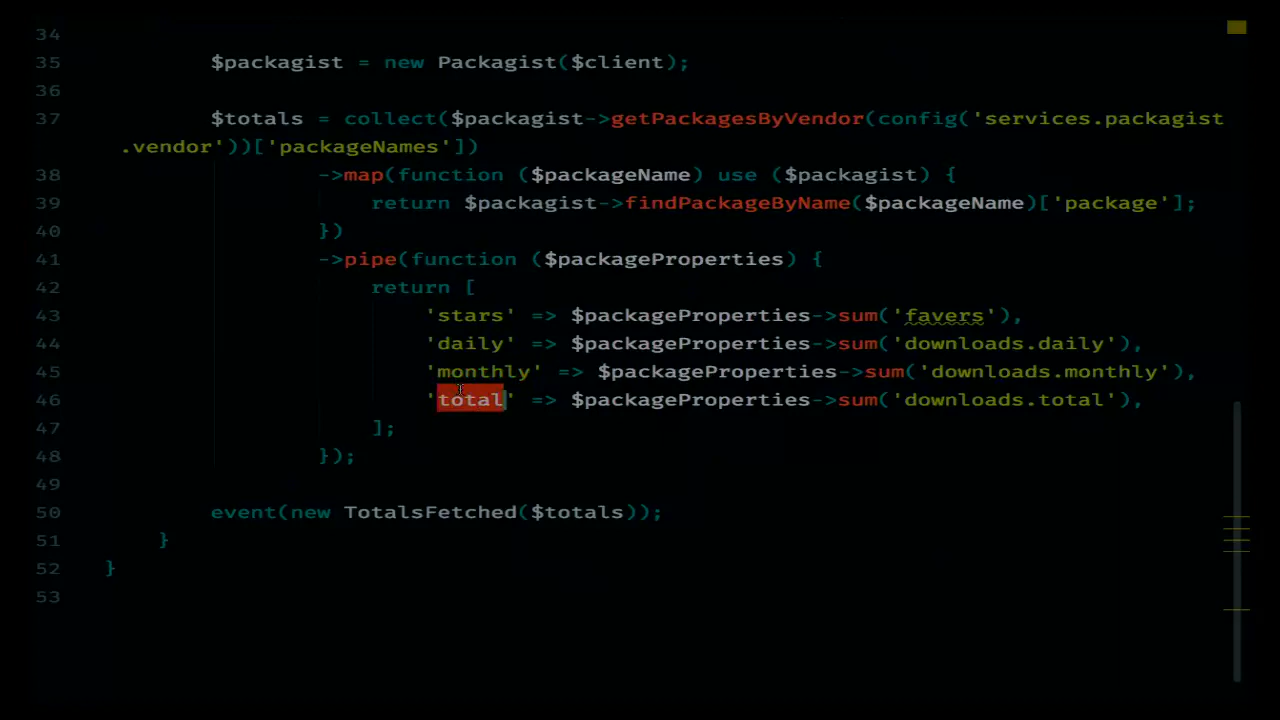 34
35 $packagist = new Packagist($client);
36
37 $totals = collect($packagist->getPackagesByVendor(config('services.packagist
.vendor'))['packageNames'])
38 ->map(function ($packageName) use ($packagist) {
39 return $packagist->findPackageByName($packageName)['package'];
40 })
41 ->pipe(function ($packageProperties) {
42 return [
43 'stars' => $packageProperties->sum('favers'),
44 'daily' => $packageProperties->sum('downloads.daily'),
45 'monthly' => $packageProperties->sum('downloads.monthly'),
46 'total' => $packageProperties->sum('downloads.total'),
47 ];
48 });
49
50 event(new TotalsFetched($totals));
51 }
52 }
53